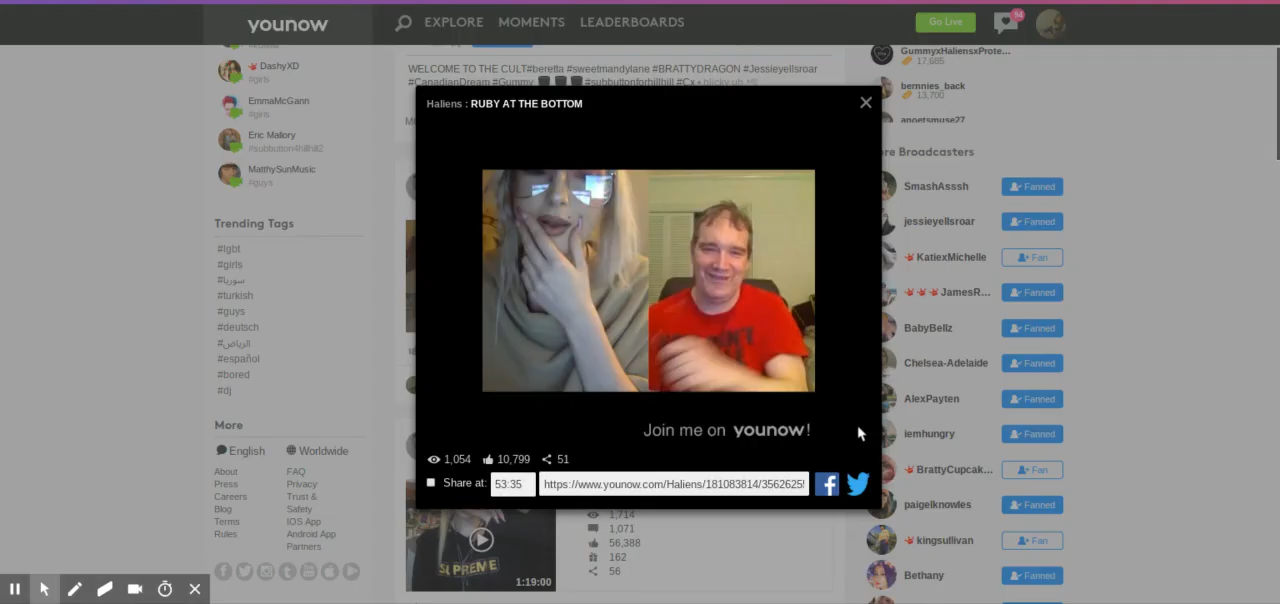 younow
EXPLORE
MOMENTS
LEADERBOARDS
Go Live
94
DashyXD
#girls
EmmaMcGann
#girls
Eric Mallory
#subbutton4hillhill2
MatthySunMusic
#guys
Trending Tags
#lgbt
#girls
#سوريا
#turkish
#guys
#deutsch
#الرياض
#español
#bored
#dj
More
English
Worldwide
About
Press
Careers
Blog
Terms
Rules
FAQ
Privacy
Trust &
Safety
IOS App
Android App
Partners
WELCOME TO THE CULT#beretta #sweetmandylane #BRATTYDRAGON #Jessieyellsroar
#CanadianDream #Gummy #subbuttonforhillhill #Cx
Haliens : RUBY AT THE BOTTOM
Join me on younow!
1,054
10,799
51
Share at:
53:35
https://www.younow.com/Haliens/181083814/3562625
SUPREME
1:19:00
1,714
1,071
56,388
162
56
GummyxHaliensxProte...
17,685
bernnies_back
13,700
anoetsmuse27
re Broadcasters
SmashAsssh
Fanned
jessieyellsroar
Fanned
KatiexMichelle
Fan
JamesR...
Fanned
BabyBellz
Fanned
Chelsea-Adelaide
Fanned
AlexPayten
Fanned
iemhungry
Fanned
BrattyCupcak...
Fan
paigelknowles
Fanned
kingsullivan
Fan
Bethany
Fanned